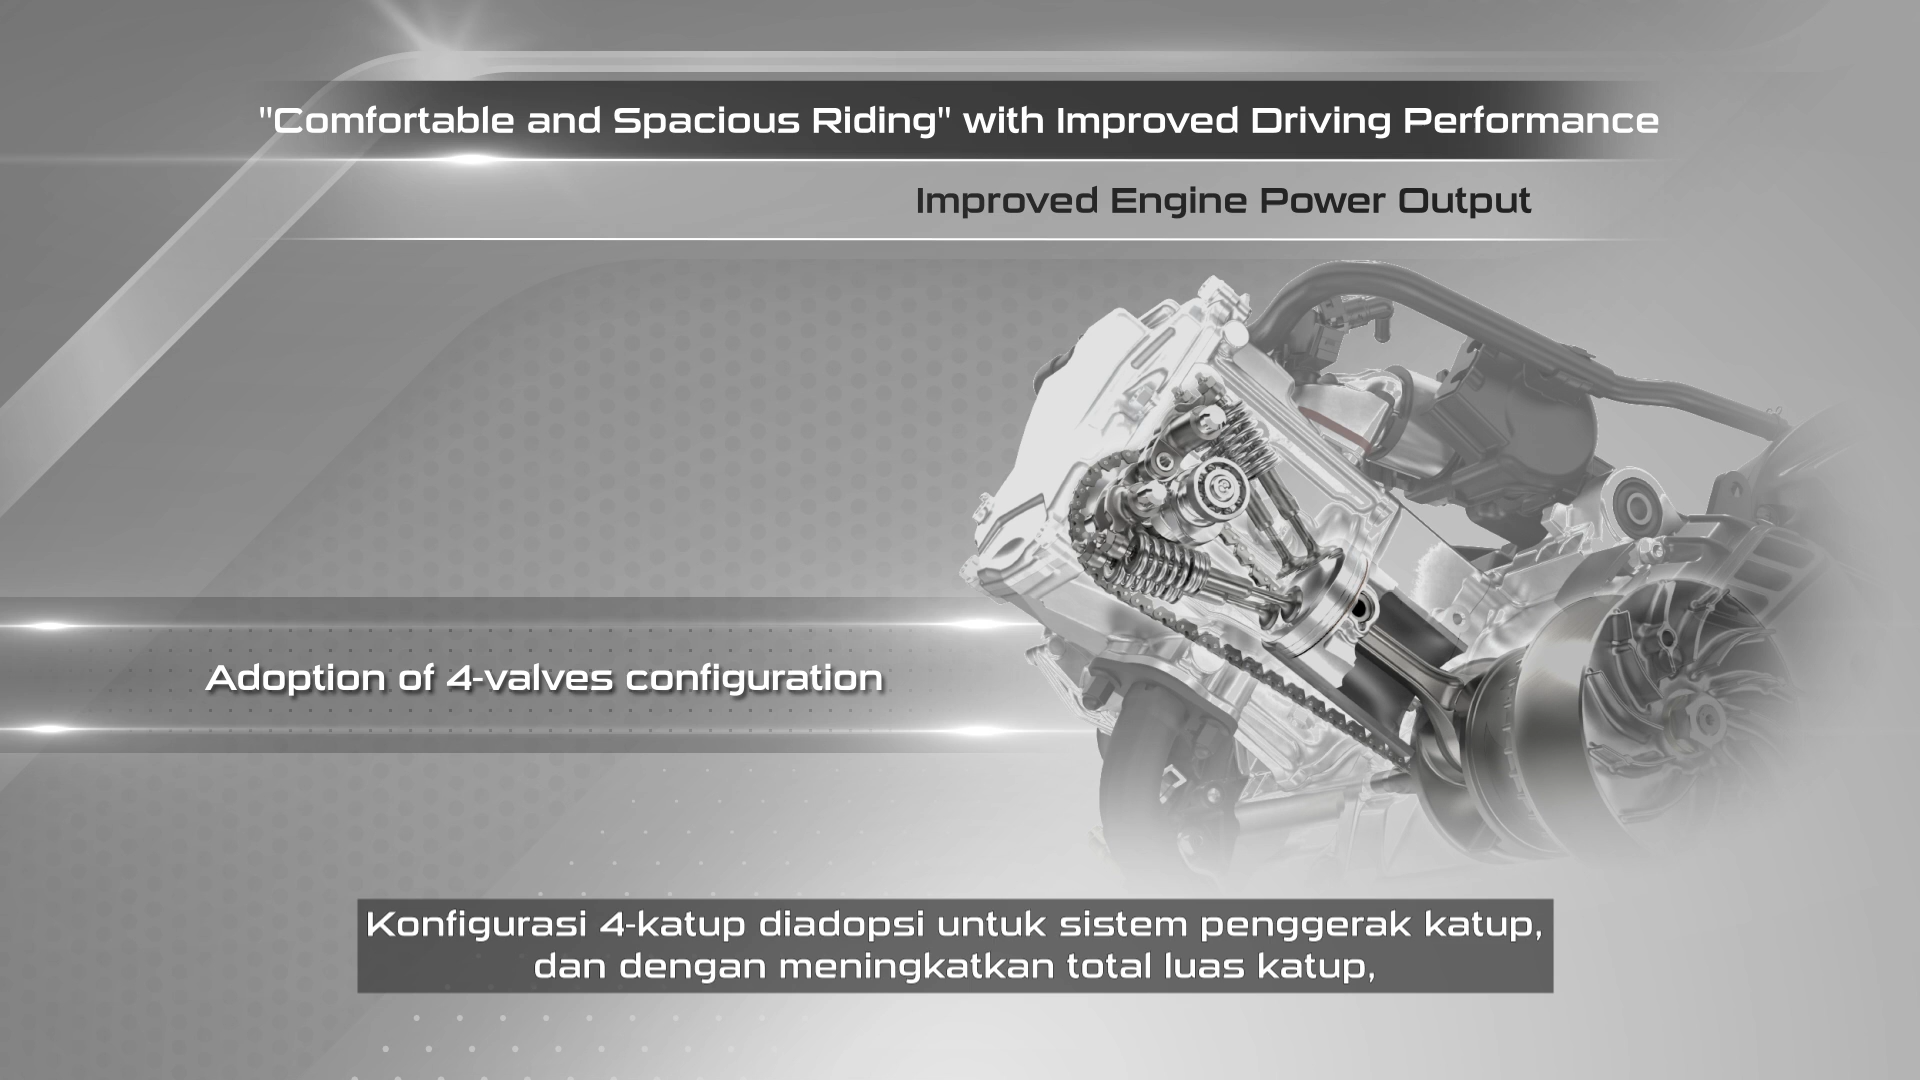 "Comfortable and Spacious Riding" with Improved Driving Performance
Improved Engine Power Output
Adoption of 4-valves configuration
Konfigurasi 4-katup diadopsi untuk sistem penggerak katup,
dan dengan meningkatkan total luas katup,